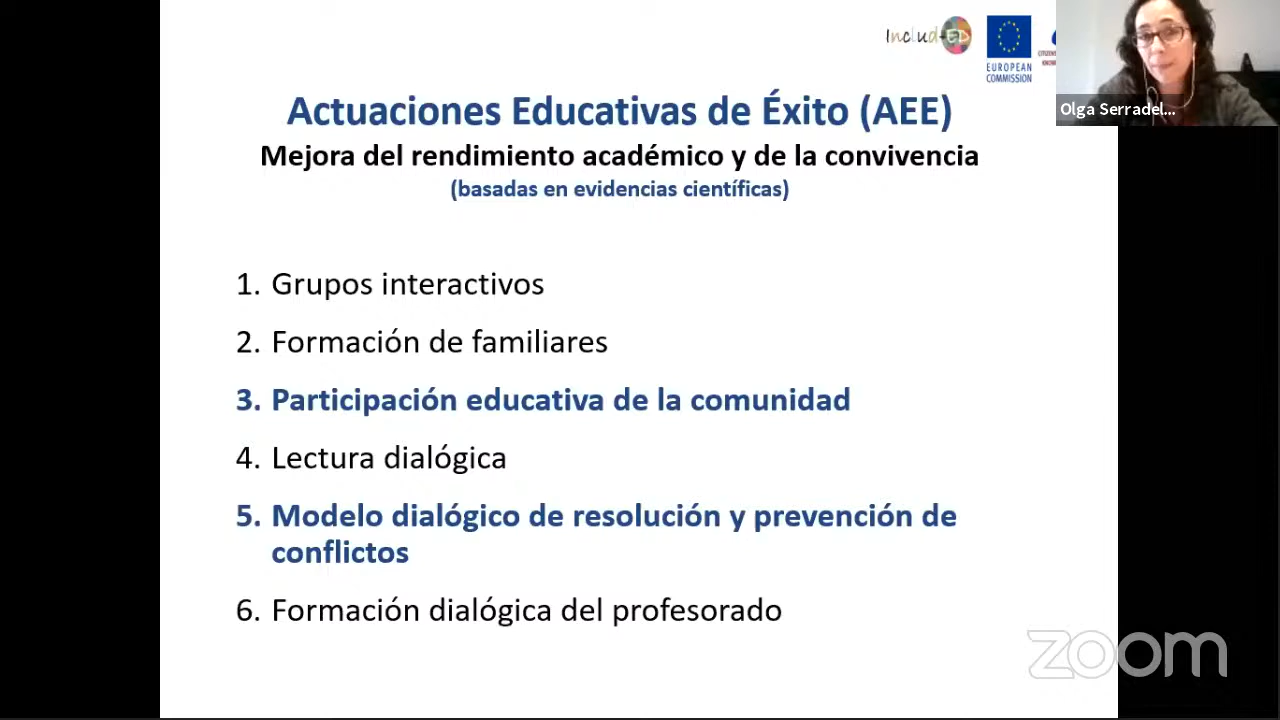 Includ-ED
EUROPEAN
COMMISSION
Olga Serradel...
Actuaciones Educativas de Éxito (AEE)
Mejora del rendimiento académico y de la convivencia
(basadas en evidencias científicas)
1. Grupos interactivos
2. Formación de familiares
3. Participación educativa de la comunidad
4. Lectura dialógica
5. Modelo dialógico de resolución y prevención de
conflictos
6. Formación dialógica del profesorado
zoom